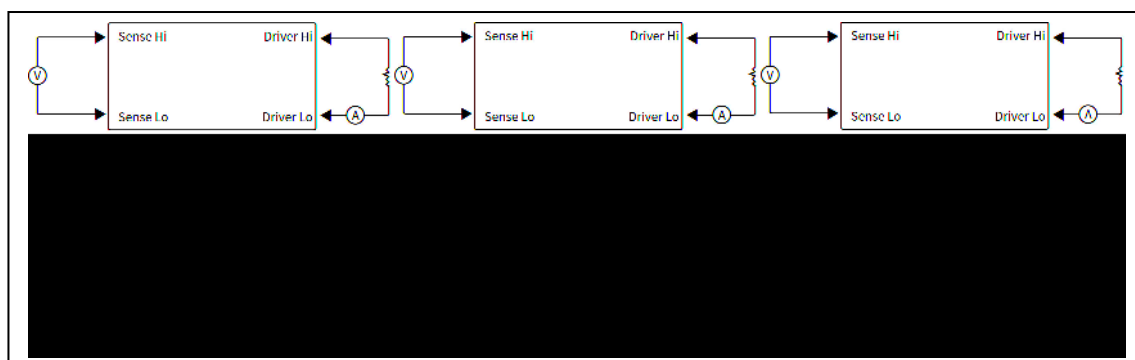 Sense Hi Driver Hi Sense Hi Driver Hi Sense Hi Driver Hi
V V V
Sense Lo Driver Lo A Sense Lo Driver Lo A Sense Lo Driver Lo A